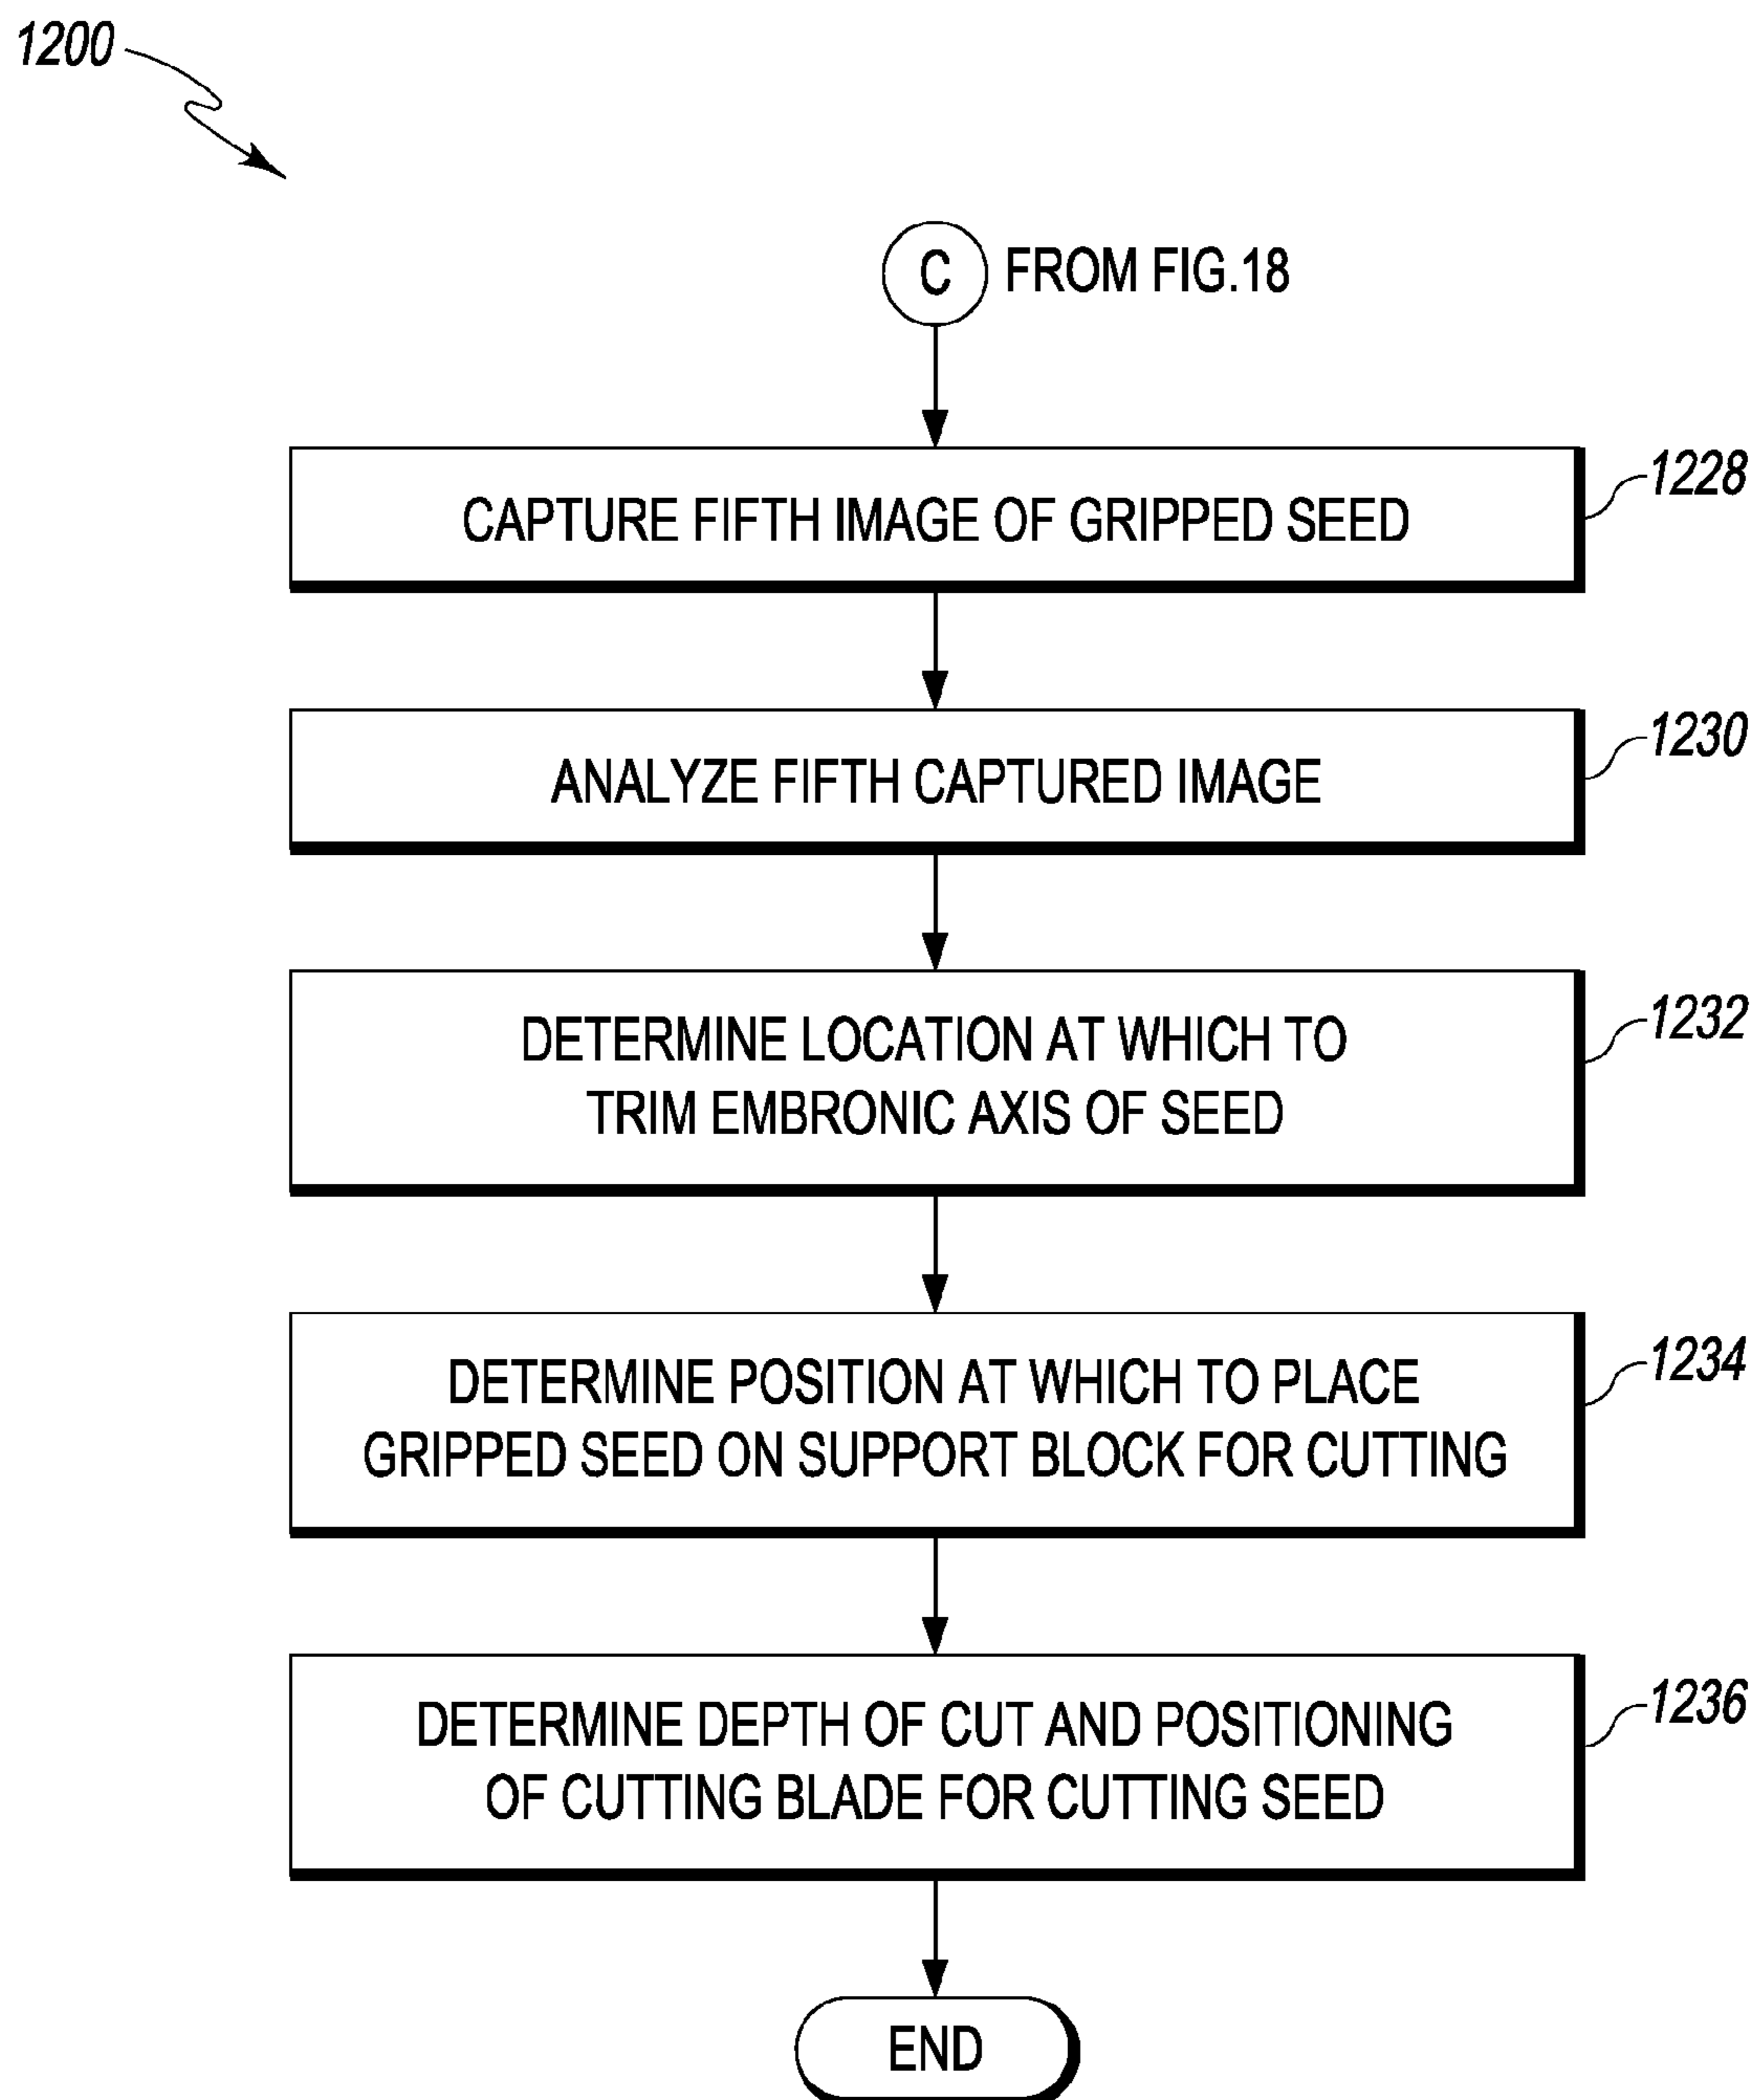 1200
C FROM FIG.18
CAPTURE FIFTH IMAGE OF GRIPPED SEED
1228
ANALYZE FIFTH CAPTURED IMAGE
1230
DETERMINE LOCATION AT WHICH TO
TRIM EMBRONIC AXIS OF SEED
1232
DETERMINE POSITION AT WHICH TO PLACE
GRIPPED SEED ON SUPPORT BLOCK FOR CUTTING
1234
DETERMINE DEPTH OF CUT AND POSITIONING
OF CUTTING BLADE FOR CUTTING SEED
1236
END